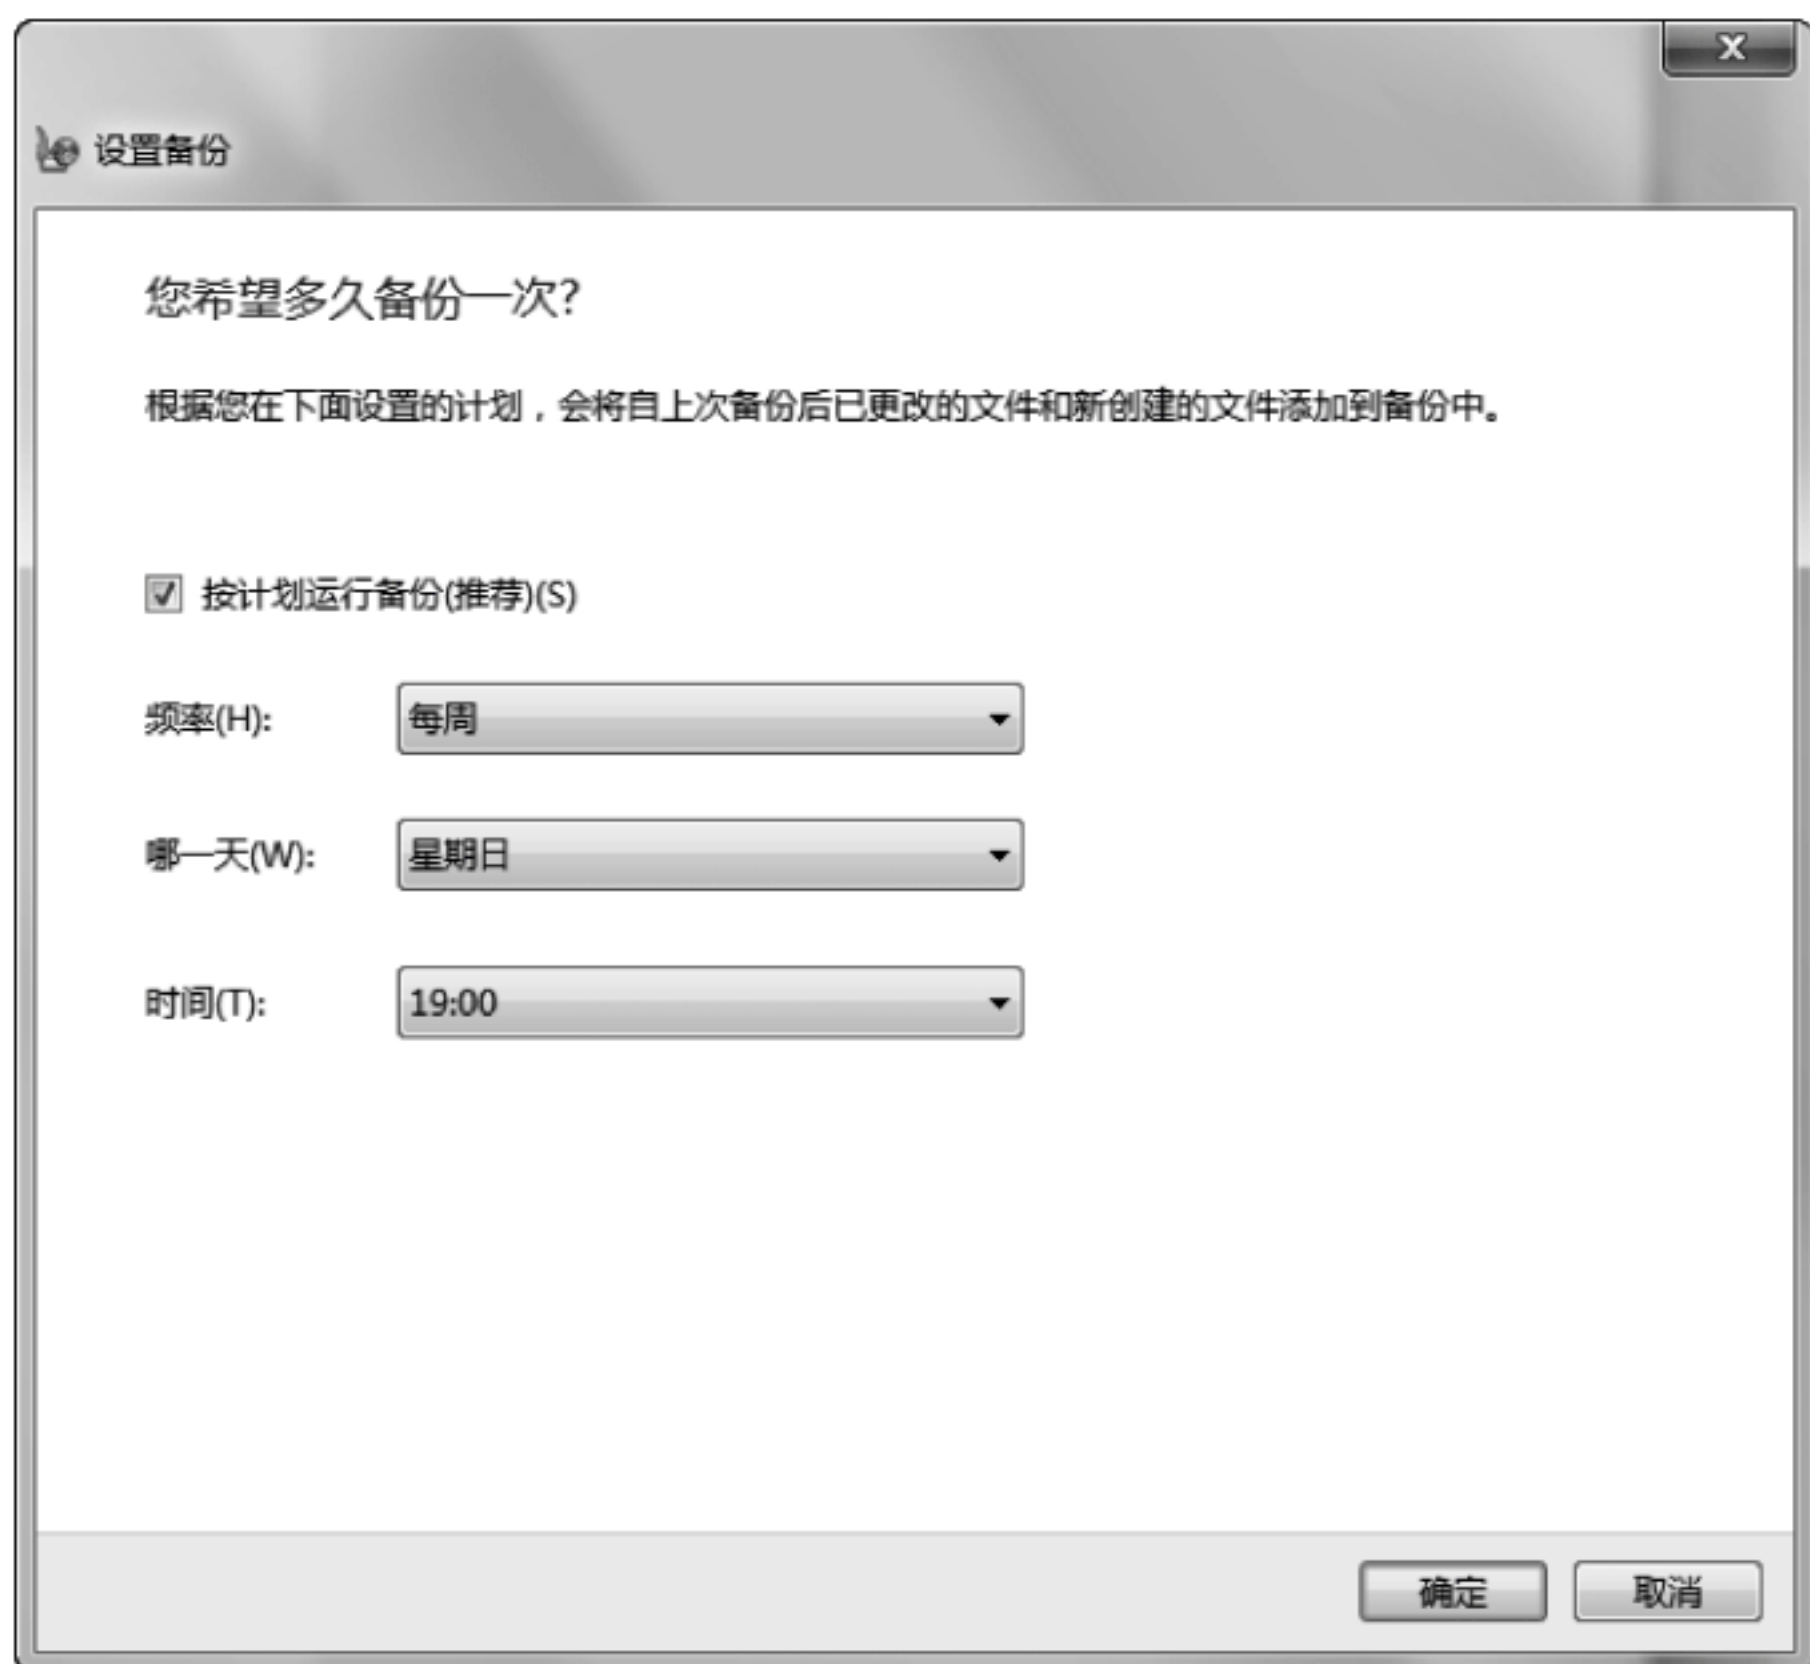 设置备份
您希望多久备份一次?
根据您在下面设置的计划，会将自上次备份后已更改的文件和新创建的文件添加到备份中。
按计划运行备份(推荐)(S)
频率(H): 每周
哪一天(W): 星期日
时间(T): 19:00
确定 取消